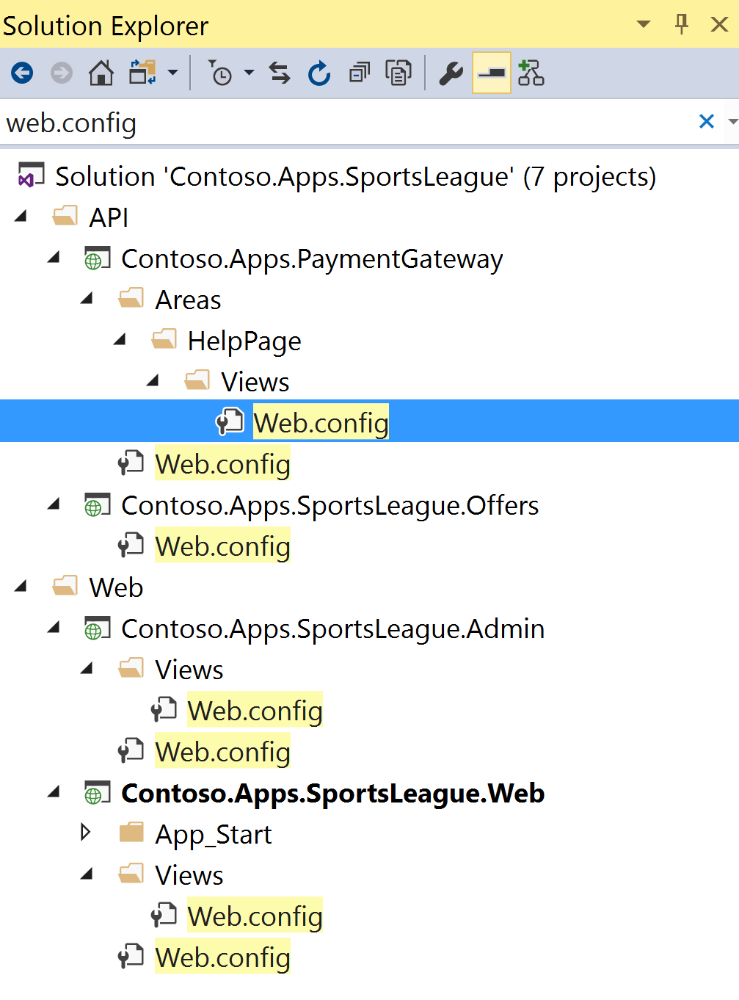 Solution Explorer
web.config
Solution 'Contoso.Apps.SportsLeague' (7 projects)
API
Contoso.Apps.PaymentGateway
Areas
HelpPage
Views
Web.config
Web.config
Contoso.Apps.SportsLeague.Offers
Web.config
Web
Contoso.Apps.SportsLeague.Admin
Views
Web.config
Web.config
Contoso.Apps.SportsLeague.Web
App_Start
Views
Web.config
Web.config